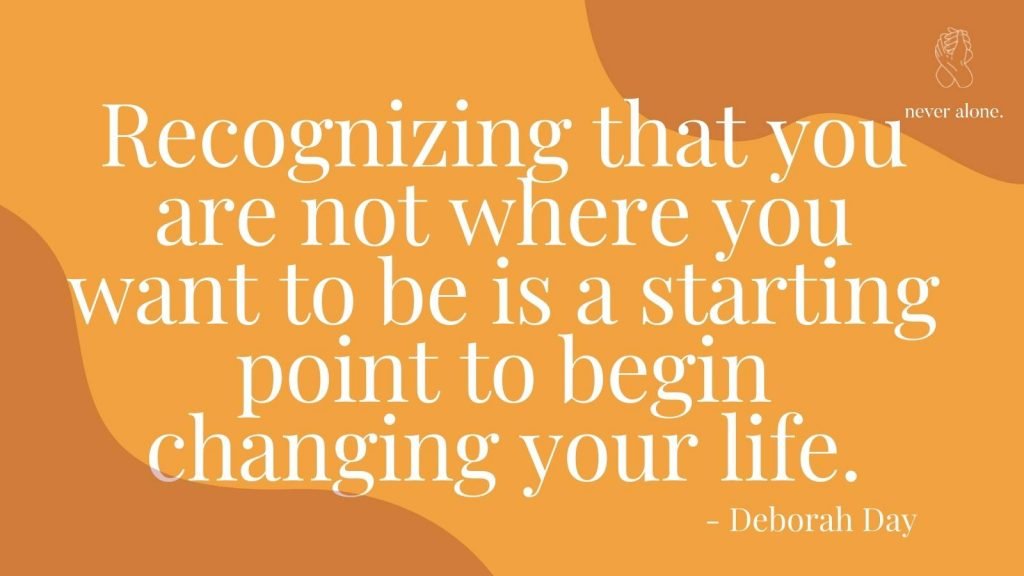 never alone.
Recognizing that you
are not where you
want to be is a starting
point to begin
changing your life.
- Deborah Day